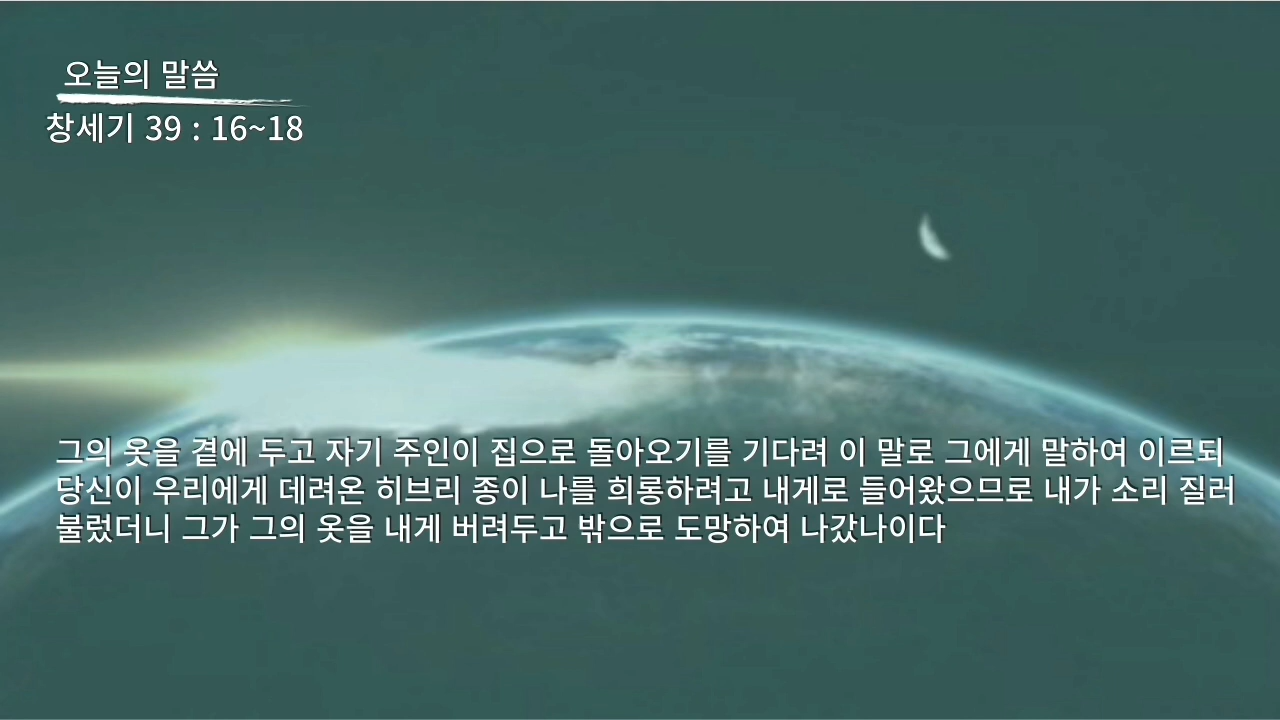 오늘의 말씀
창세기 39 : 16~18
그의 옷을 곁에 두고 자기 주인이 집으로 돌아오기를 기다려 이 말로 그에게 말하여 이르되
당신이 우리에게 데려온 히브리 종이 나를 희롱하려고 내게로 들어왔으므로 내가 소리 질러
불렀더니 그가 그의 옷을 내게 버려두고 밖으로 도망하여 나갔나이다